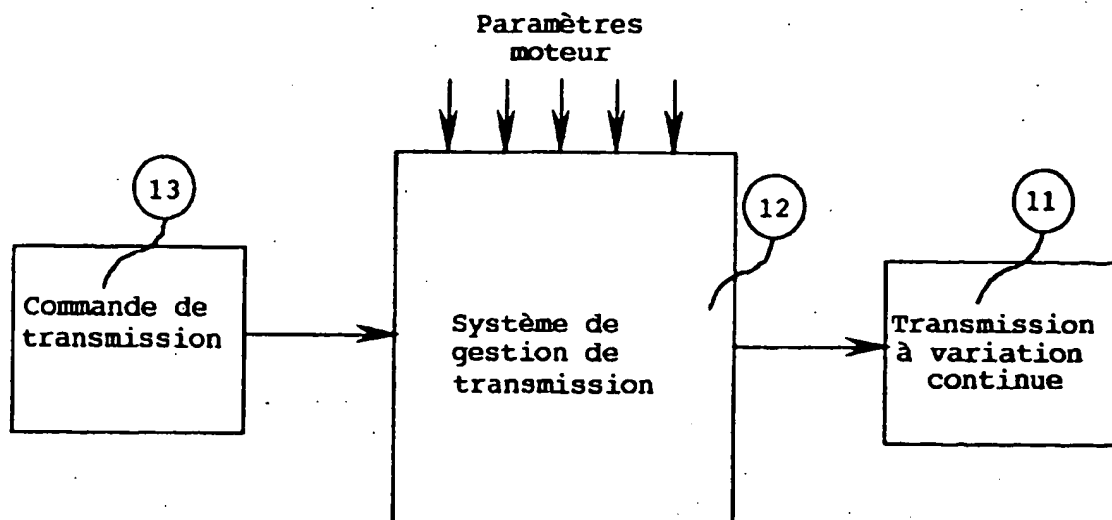 Paramètres
moteur
13
12
11
Commande de
transmission
Système de
gestion de
transmission
Transmission
à variation
continue